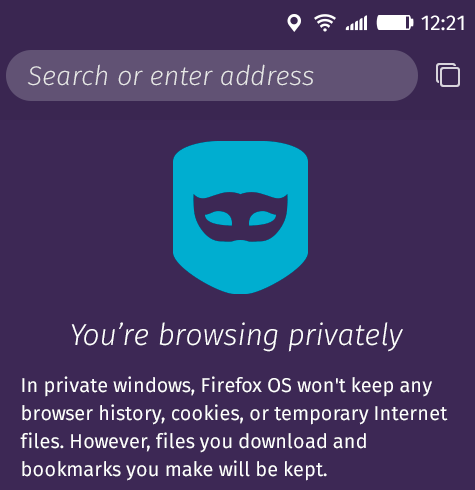 12:21
Search or enter address
You’re browsing privately
In private windows, Firefox OS won't keep any
browser history, cookies, or temporary Internet
files. However, files you download and
bookmarks you make will be kept.